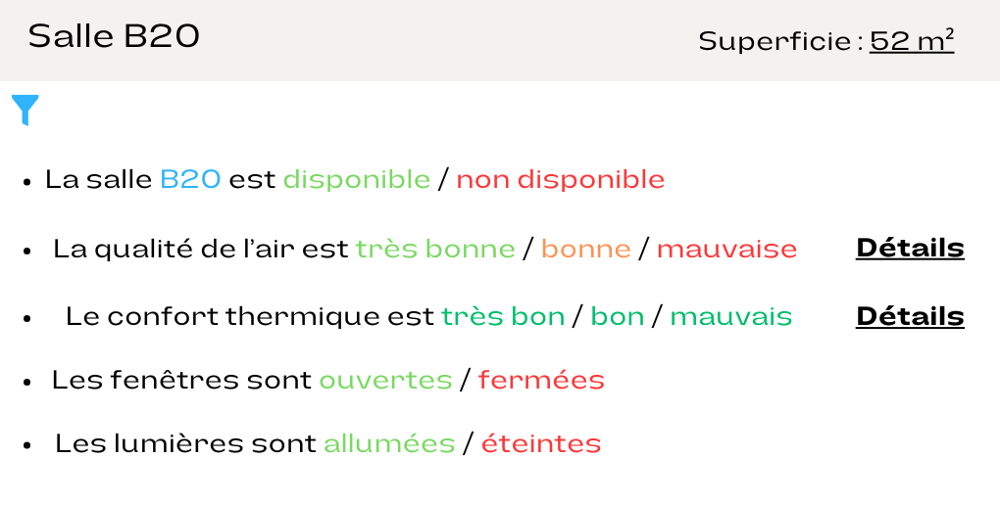 Salle B20
Superficie : 52 m²
• La salle B20 est disponible / non disponible
• La qualité de l’air est très bonne / bonne / mauvaise Détails
• Le confort thermique est très bon / bon / mauvais Détails
• Les fenêtres sont ouvertes / fermées
• Les lumières sont allumées / éteintes